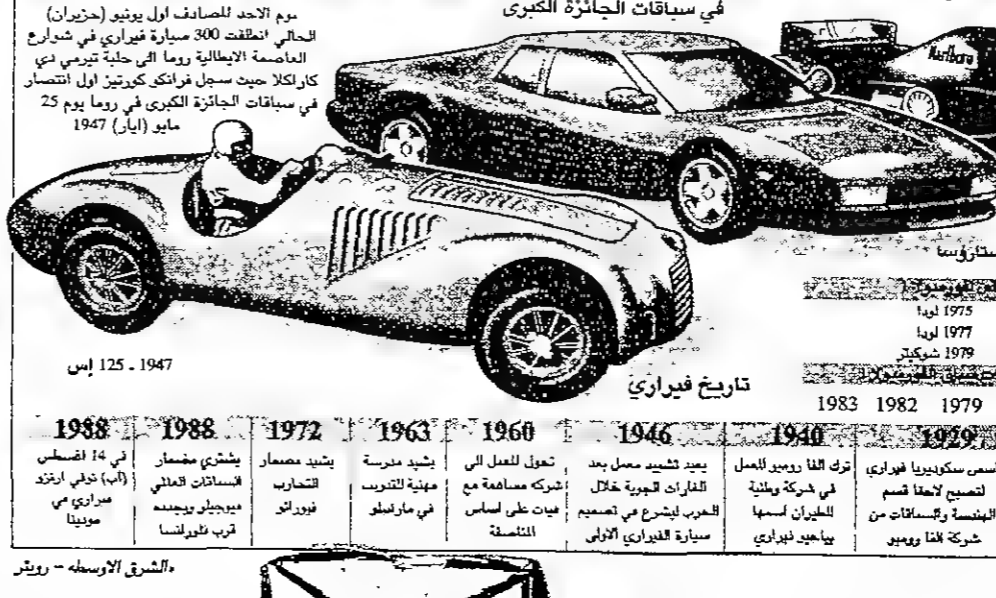 في سباقات الجائزة الكبرى
يوم الاحد المصادف اول يونيو (حزيران)
الحالي انطلقت 300 سيارة فيراري في شوارع
العاصمة الايطالية روما الى حلبة تيرمي دي
كاراكلا حيث سجل فرانكو كورتيز اول انتصار
في سباقات الجائزة الكبرى في روما يوم 25
مايو (ايار) 1947
Marlboro
ستاروسا
1975 لودا
1977 لودا
1979 شوكيتر
1979 1982 1983
1947 ـ 125 إس
تاريخ فيراري
1929
اسس سكوديريا فيراري
لتصبح لاحقا قسم
الهندسة والسباقات من
شركة الفا روميو
1940
ترك الفا روميو للعمل
في شركة وطنية
للطيران اسمها
فيراري
1946
يعيد تشييد معمل بعد
الغارات الجوية خلال
الحرب ليشرع في تصميم
سيارة الفيراري الاولى
1960
تحول المعمل الى
شركة مساهمة مع
فيات على اساس
المناصفة
1963
يشيد مدرسة
مهنية للتدريب
في مارنيلو
1972
يشيد مضمار
التجارب
فيورانو
1988
يشتري مضمار
السباقات العالمي
ميوجيلو ويجدده
قرب فلورانسا
1988
في 14 اغسطس
(آب) توفي انزو
فيراري في
مودينا
«الشرق الاوسط» - رويتر